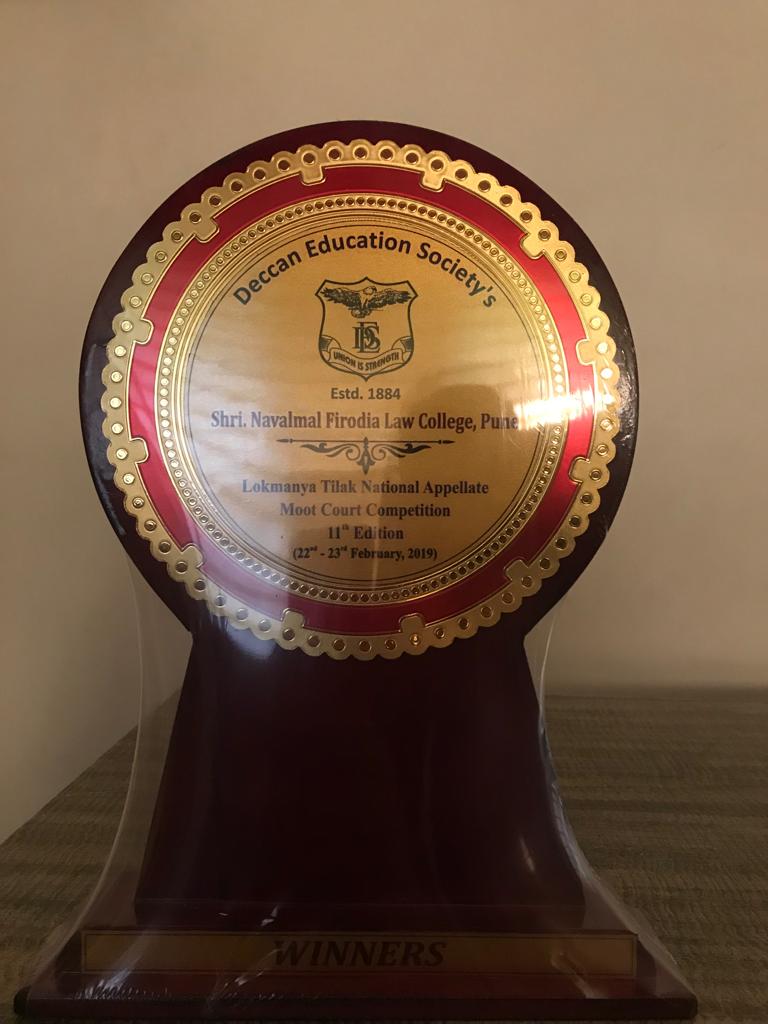 Deccan Education Society's
DES
UNION IS STRENGTH
Estd. 1884
Shri. Navalmal Firodia Law College, Pune
Lokmanya Tilak National Appellate
Moot Court Competition
11th Edition
(22nd - 23rd February, 2019)
WINNERS